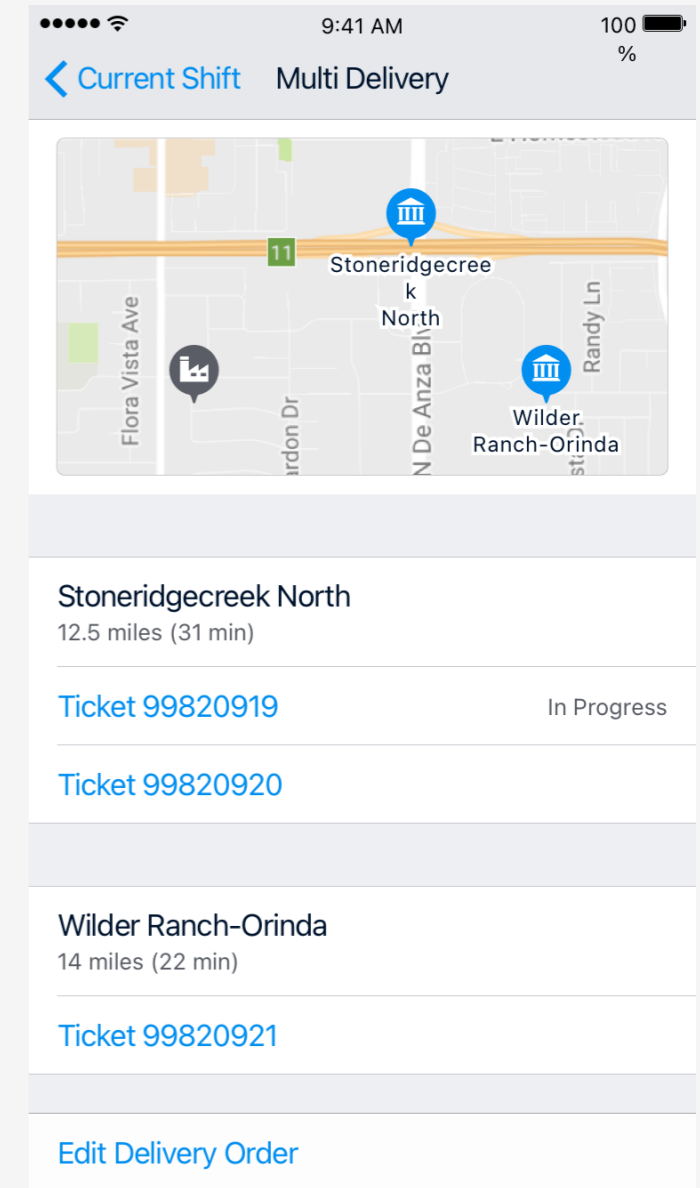 9:41 AM
100
%
Current Shift
Multi Delivery
11
Stoneridgecree
k
North
Flora Vista Ave
Randy Ln
N De Anza Blv
Wilder
Ranch-Orinda
Stoneridgecreek North
12.5 miles (31 min)
Ticket 99820919
In Progress
Ticket 99820920
Wilder Ranch-Orinda
14 miles (22 min)
Ticket 99820921
Edit Delivery Order